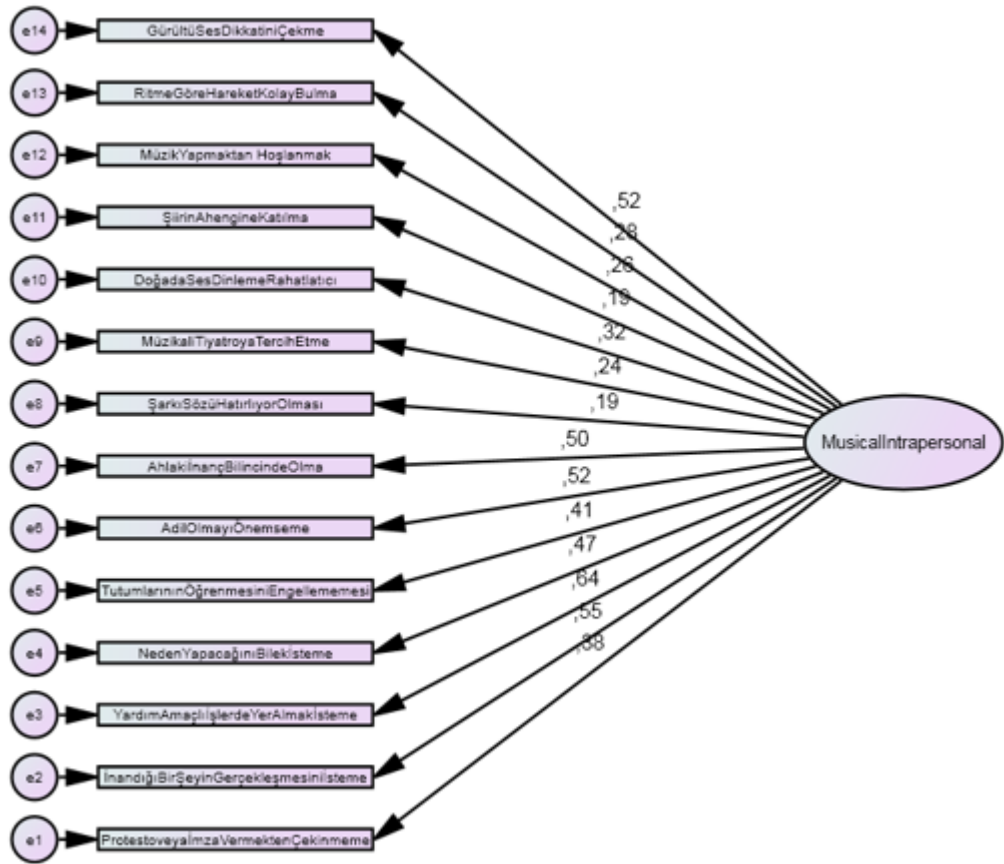 e14 GürültüSesDikkatiniÇekme
e13 RitmeGöreHareketKolayBulma
e12 MüzikYapmaktan Hoşlanmak
e11 ŞiirinAhengineKatılma
e10 DoğadaSesDinlemeRahatlatıcı
e9 MüzikaliTiyatroyaTercihEtme
e8 ŞarkıSözüHatırlıyorOlması
e7 AhlakiİnançBilincindeOlma
e6 AdilOlmayıÖnemseme
e5 TutumlarınınÖğrenmesiniEngellememesi
e4 NedenYapacağınıBilekİsteme
e3 YardımAmaçlıİşlerdeYerAlmakİsteme
e2 İnandığıBirŞeyinGerçekleşmesiniİsteme
e1 ProtestoveyaİmzaVermektenÇekinmeme
,52
,28
,26
,19
,32
,24
,19
,50
,52
,41
,47
,64
,55
,38
MusicalIntrapersonal